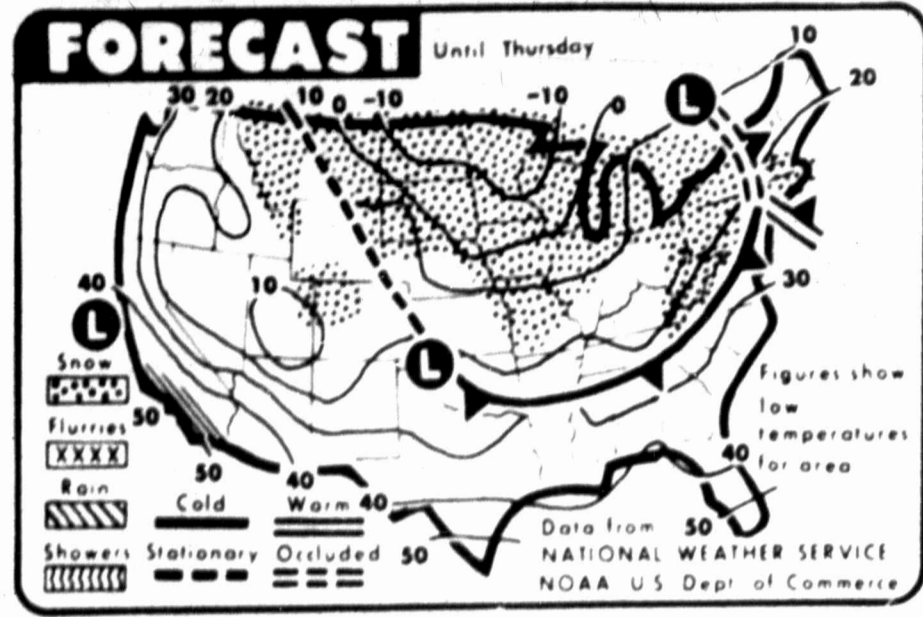 FORECAST Until Thursday
10
30 20 10 0 -10 -10 0 L 20
10
40
30
L
L
Snow
Flurries
XXXX
Rain
Showers
50
50
40
40
50
Cold Warm
Stationary Occluded
Figures show
low
temperatures
for area
40
50
Data from
NATIONAL WEATHER SERVICE
NOAA US Dept of Commerce